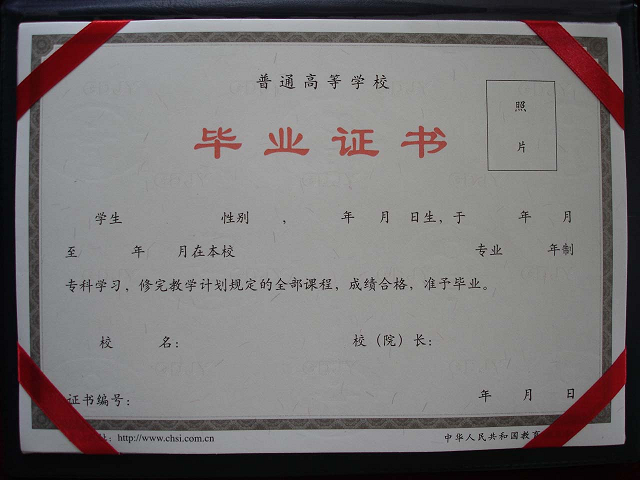 普通高等学校
毕业证书
照
片
学生 性别 , 年 月 日生,于 年 月
至 年 月在本校 专业 年制
专科学习,修完教学计划规定的全部课程,成绩合格,准予毕业。
校 名: 校(院)长:
证书编号: 年 月 日
http://www.chsi.com.cn 中华人民共和国教育